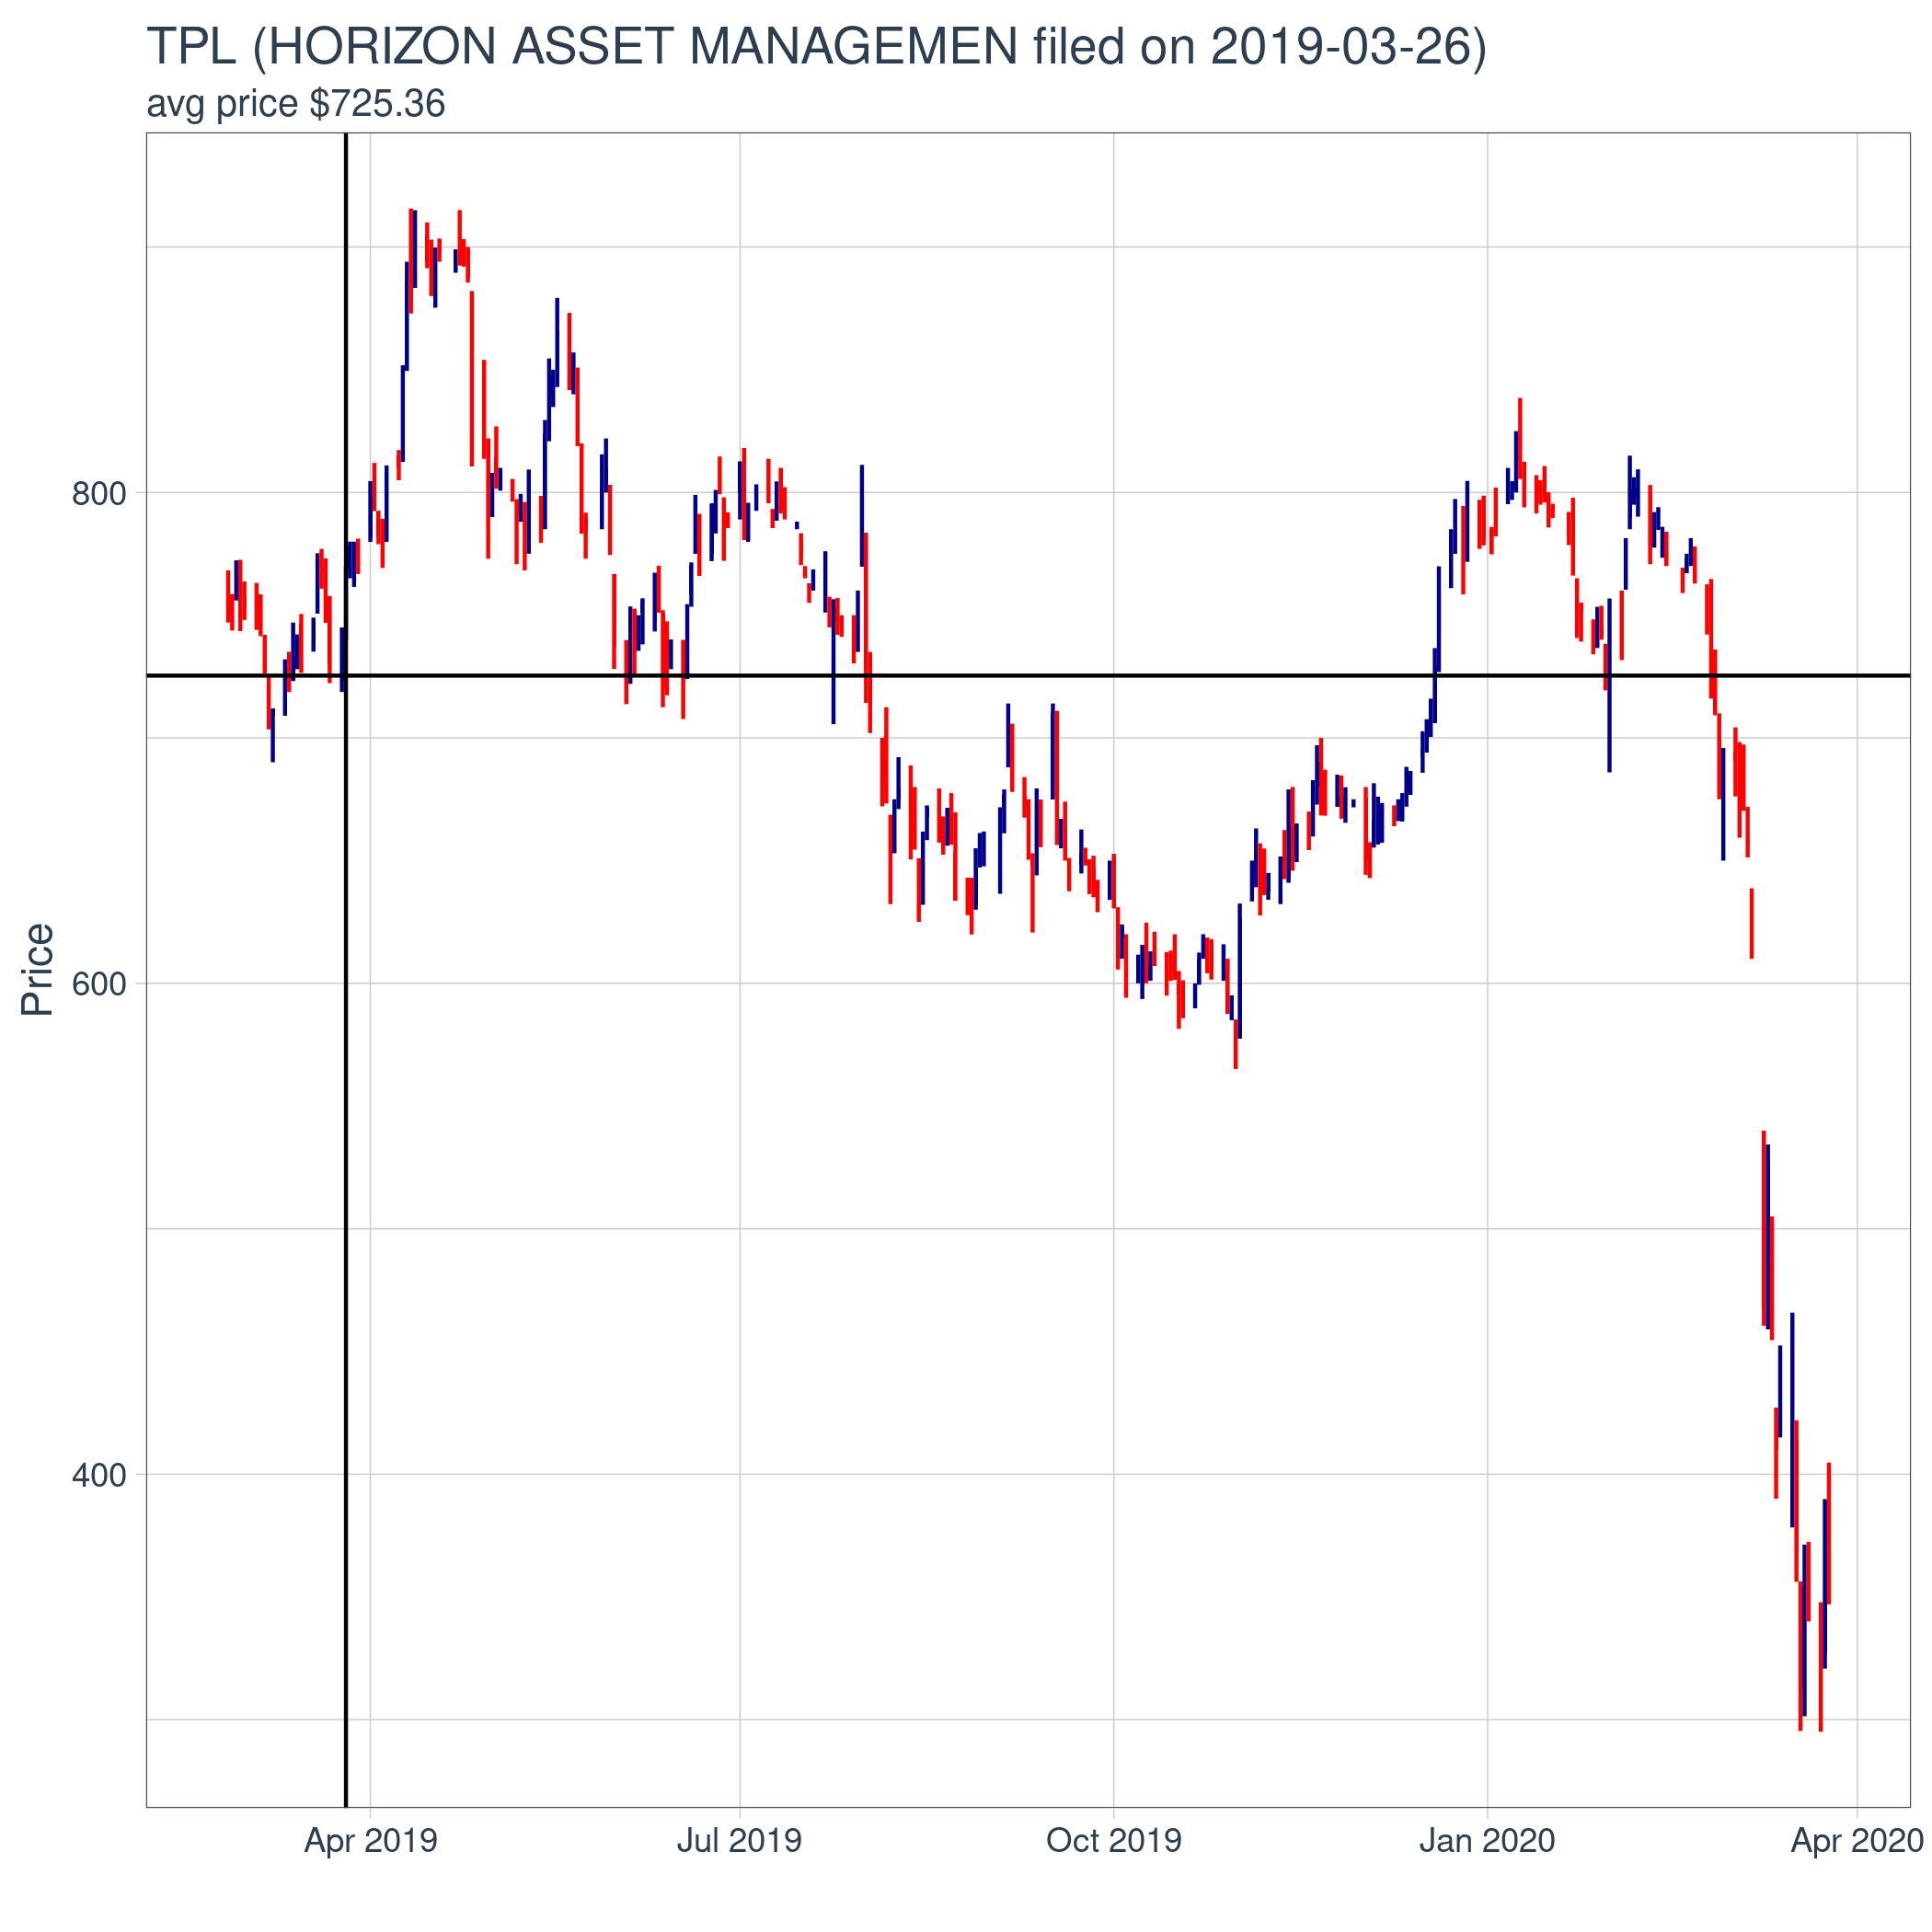 TPL (HORIZON ASSET MANAGEMEN filed on 2019-03-26)
avg price $725.36
Price
800
600
400
Apr 2019
Jul 2019
Oct 2019
Jan 2020
Apr 2020